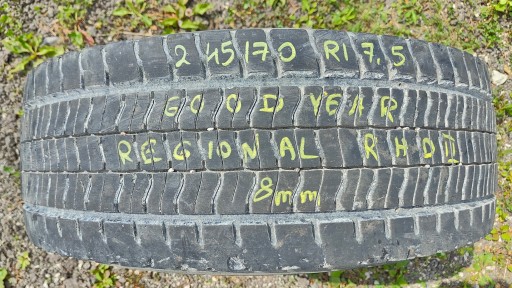 245/70 R17.5
GOODYEAR
REGIONAL RHD II
8mm